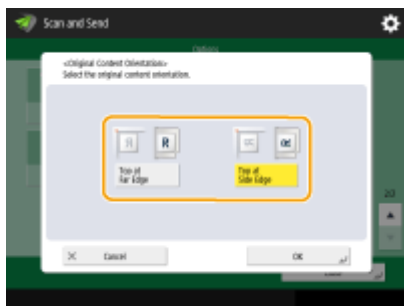 Scan and Send
Options
<Original Content Orientation>
Select the original content orientation.
R
R
Top at
Far Edge
Top at
Side Edge
Cancel
OK